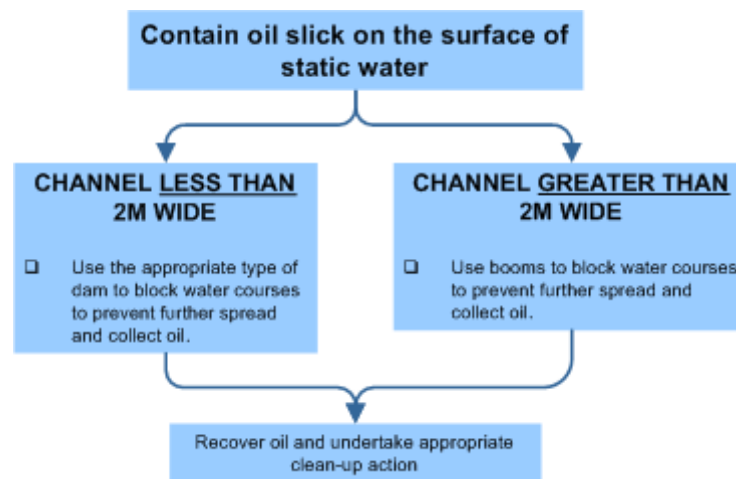 Contain oil slick on the surface of
static water
CHANNEL LESS THAN
2M WIDE
Use the appropriate type of
dam to block water courses
to prevent further spread
and collect oil.
CHANNEL GREATER THAN
2M WIDE
Use booms to block water courses
to prevent further spread and
collect oil.
Recover oil and undertake appropriate
clean-up action